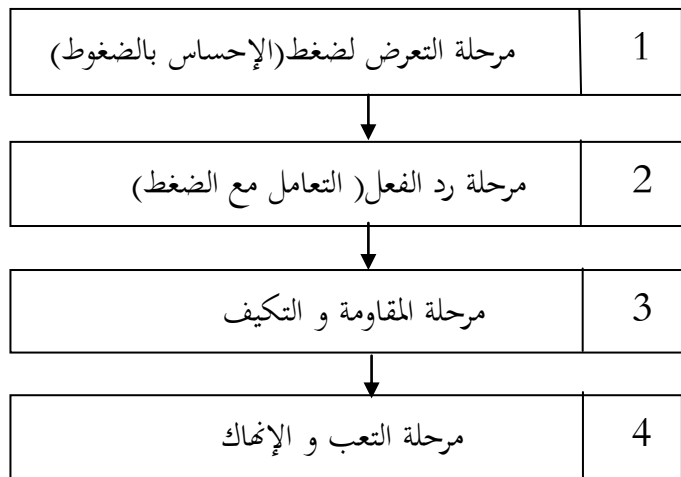 1 مرحلة التعرض لضغط(الإحساس بالضغوط)
2 مرحلة رد الفعل( التعامل مع الضغط)
3 مرحلة المقاومة و التكيف
4 مرحلة التعب و الإنهاك